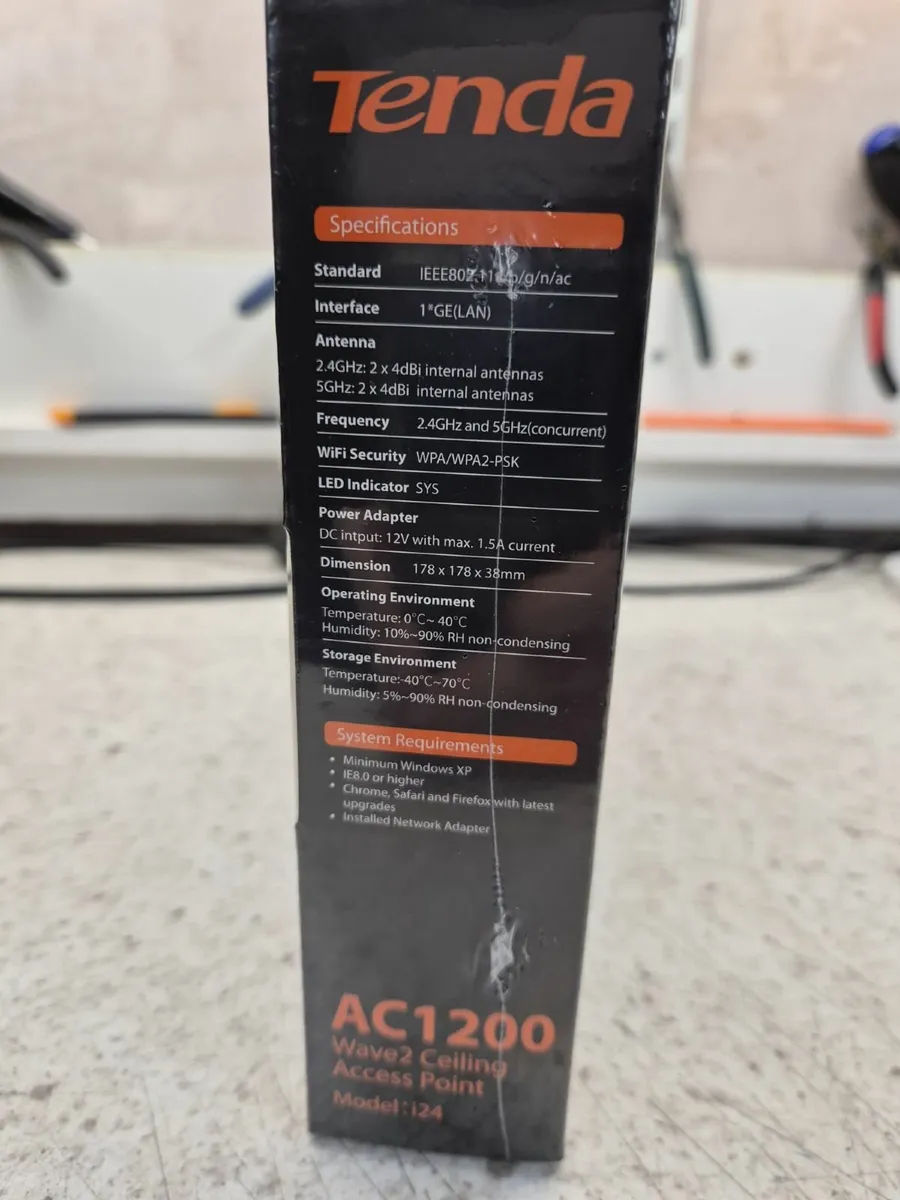 Tenda
Specifications
Standard IEEE802.11a/b/g/n/ac
Interface 1*GE(LAN)
Antenna
2.4GHz: 2 x 4dBi internal antennas
5GHz: 2 x 4dBi internal antennas
Frequency 2.4GHz and 5GHz(concurrent)
WiFi Security WPA/WPA2-PSK
LED Indicator SYS
Power Adapter
DC intput: 12V with max. 1.5A current
Dimension 178 x 178 x 38mm
Operating Environment
Temperature: 0°C~ 40°C
Humidity: 10%~90% RH non-condensing
Storage Environment
Temperature:-40°C~70°C
Humidity: 5%~90% RH non-condensing
System Requirements
• Minimum Windows XP
• IE8.0 or higher
• Chrome, Safari and Firefox with latest
upgrades
• Installed Network Adapter
AC1200
Wave2 Ceiling
Access Point
Model: i24